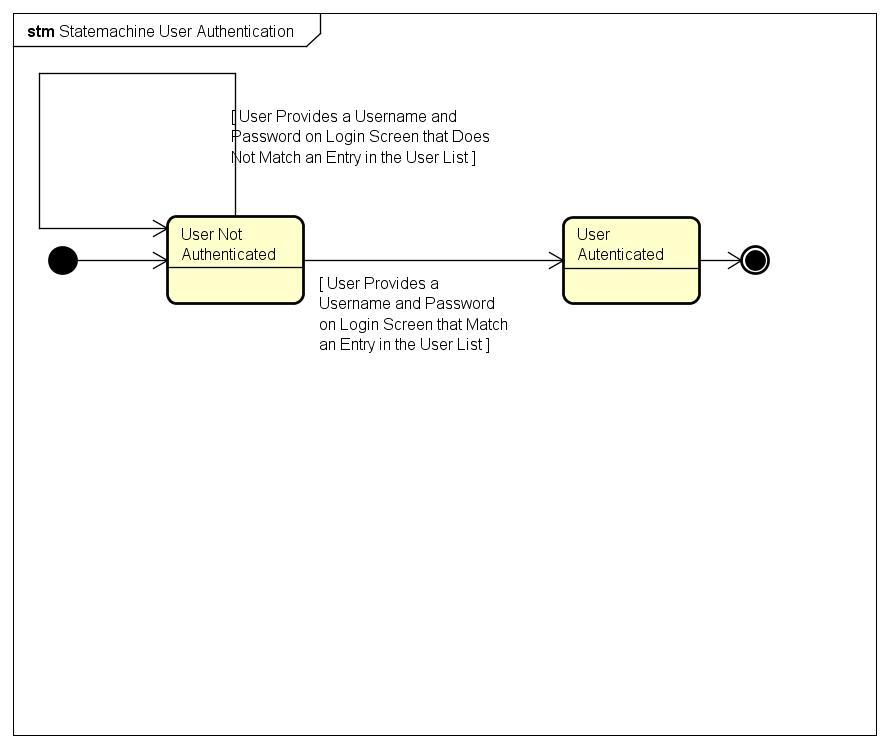 stm Statemachine User Authentication
[ User Provides a Username and
Password on Login Screen that Does
Not Match an Entry in the User List ]
User Not
Authenticated
User
Autenticated
[ User Provides a
Username and Password
on Login Screen that Match
an Entry in the User List ]